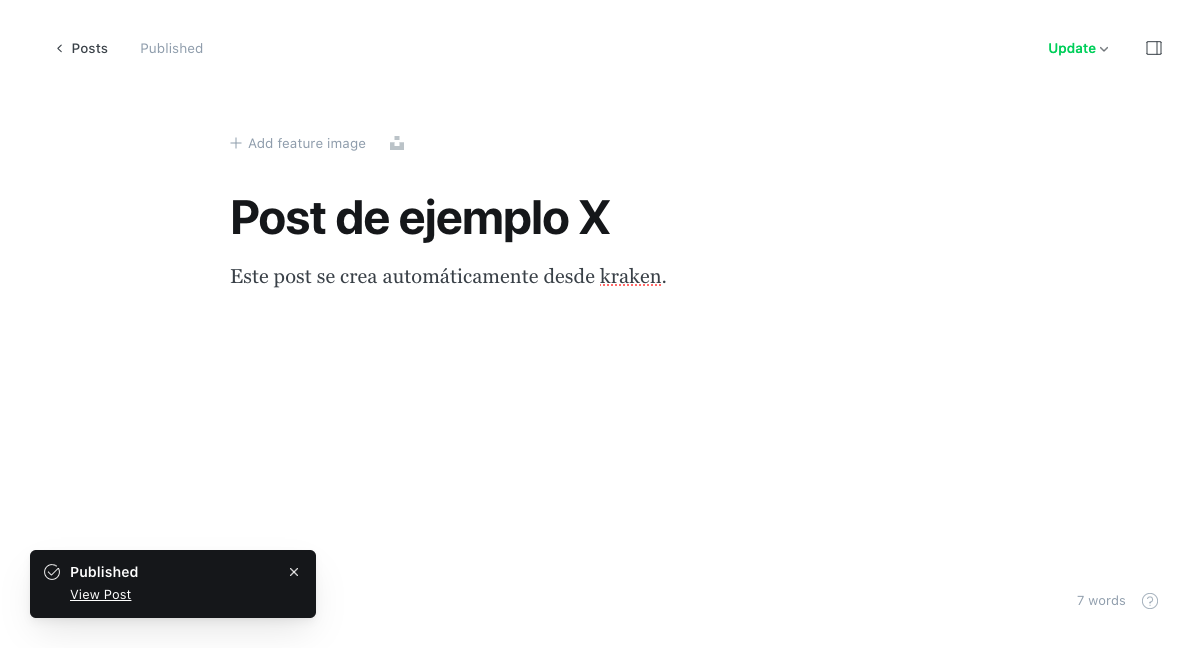 Posts
Published
Update
Add feature image
Post de ejemplo X
Este post se crea automáticamente desde kraken.
Published
View Post
7 words
?